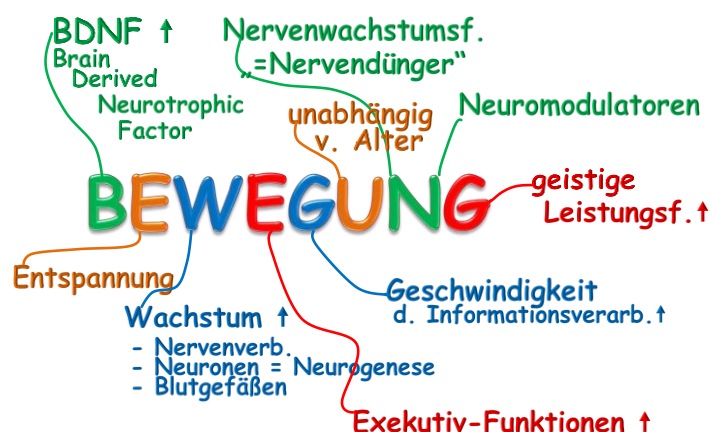 BDNF ↑
Brain
Derived
Neurotrophic
Factor
Nervenwachstumsf.
„=Nervendünger“
unabhängig
v. Alter
Neuromodulatoren
BEWEGUNG
geistige
Leistungsf.↑
Entspannung
Wachstum ↑
- Nervenverb.
- Neuronen = Neurogenese
- Blutgefäßen
Geschwindigkeit
d. Informationsverarb.↑
Exekutiv-Funktionen ↑